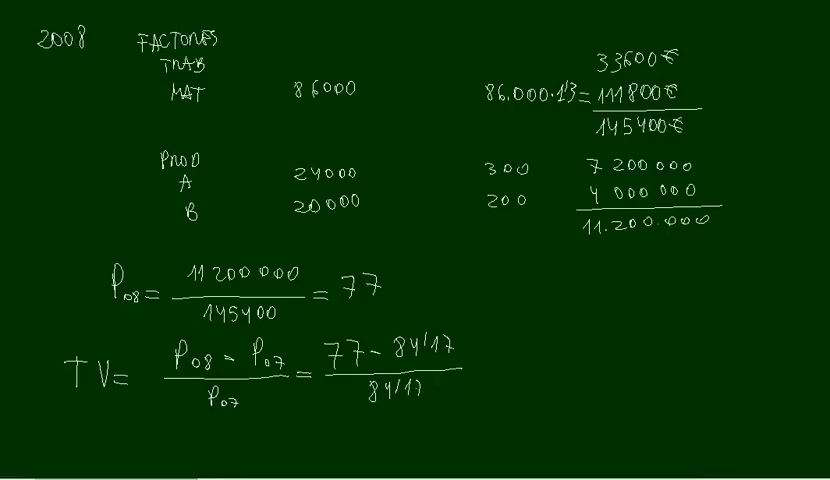 2008 FACTORES
TRAB 33600€
MAT 86000 86.000·1'3= 111800€
145400€
PROD
A 24000 300 7 200 000
B 20000 200 4 000 000
11.200.000
P08 = 11 200 000 / 145400 = 77
TV = P08 - P07 / P07 = 77 - 84'17 / 84'17